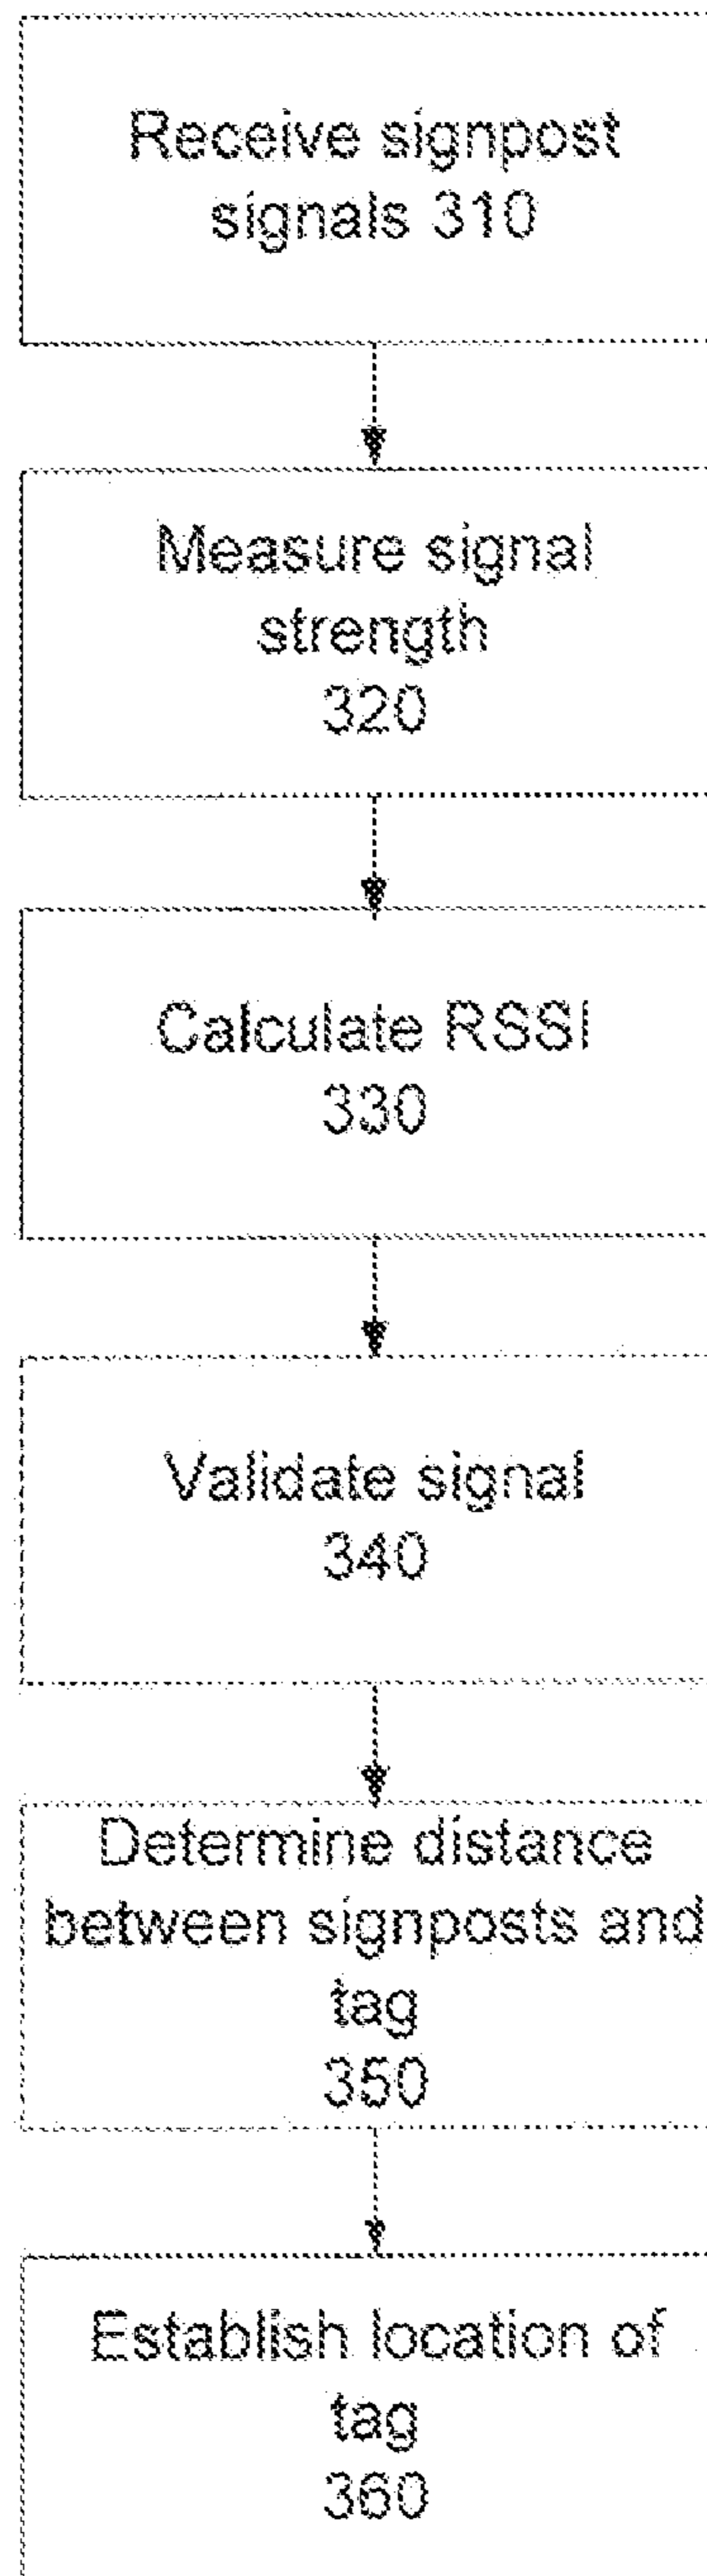 Receive signpost
signals 310
Measure signal
strength
320
Calculate RSSI
330
Validate signal
340
Determine distance
between signposts and
tag
350
Establish location of
tag
360